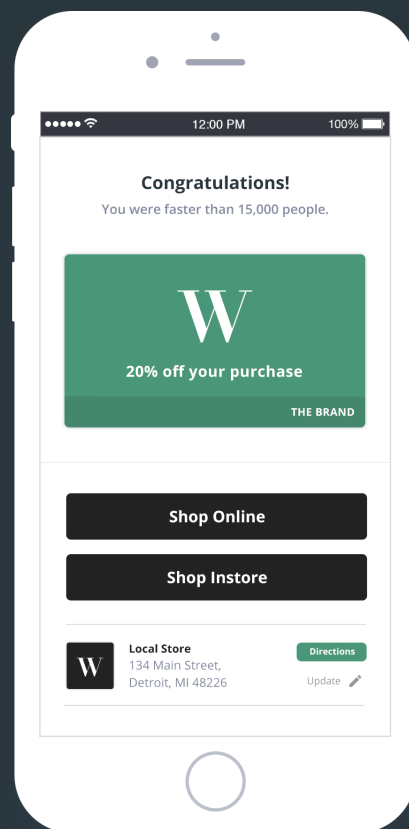 12:00 PM
100%
Congratulations!
You were faster than 15,000 people.
W
20% off your purchase
THE BRAND
Shop Online
Shop Instore
W
Local Store
134 Main Street,
Detroit, MI 48226
Directions
Update